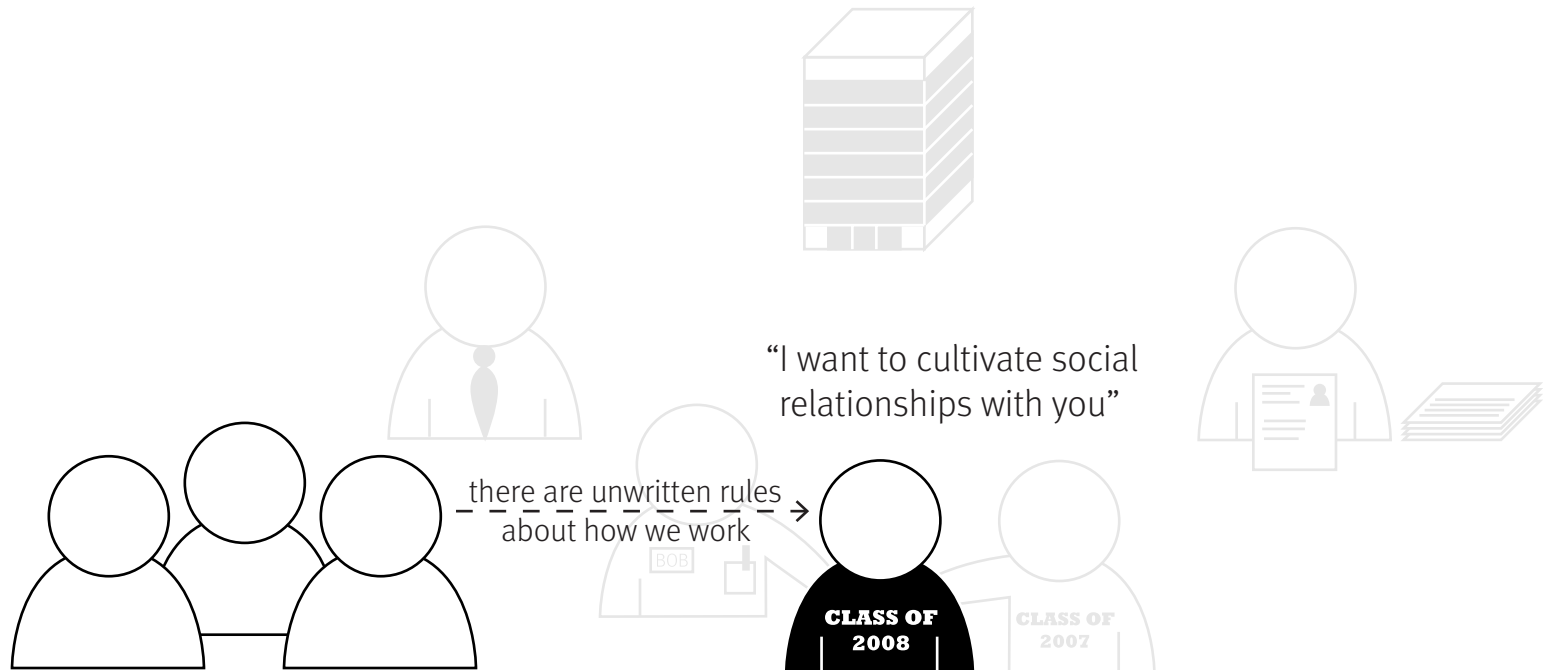 “I want to cultivate social
relationships with you”
there are unwritten rules
about how we work
BOB
CLASS OF
2008
CLASS OF
2007